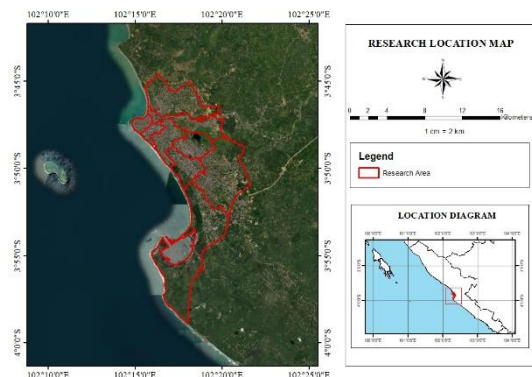 102°10'0"E 102°15'0"E 102°20'0"E 102°25'0"E
3°45'0"S 3°45'0"S
3°50'0"S 3°50'0"S
3°55'0"S 3°55'0"S
4°0'0"S 4°0'0"S
102°10'0"E 102°15'0"E 102°20'0"E 102°25'0"E
RESEARCH LOCATION MAP
0 2 4 8 12 16
Kilometers
1 cm = 2 km
Legend
Research Area
LOCATION DIAGRAM